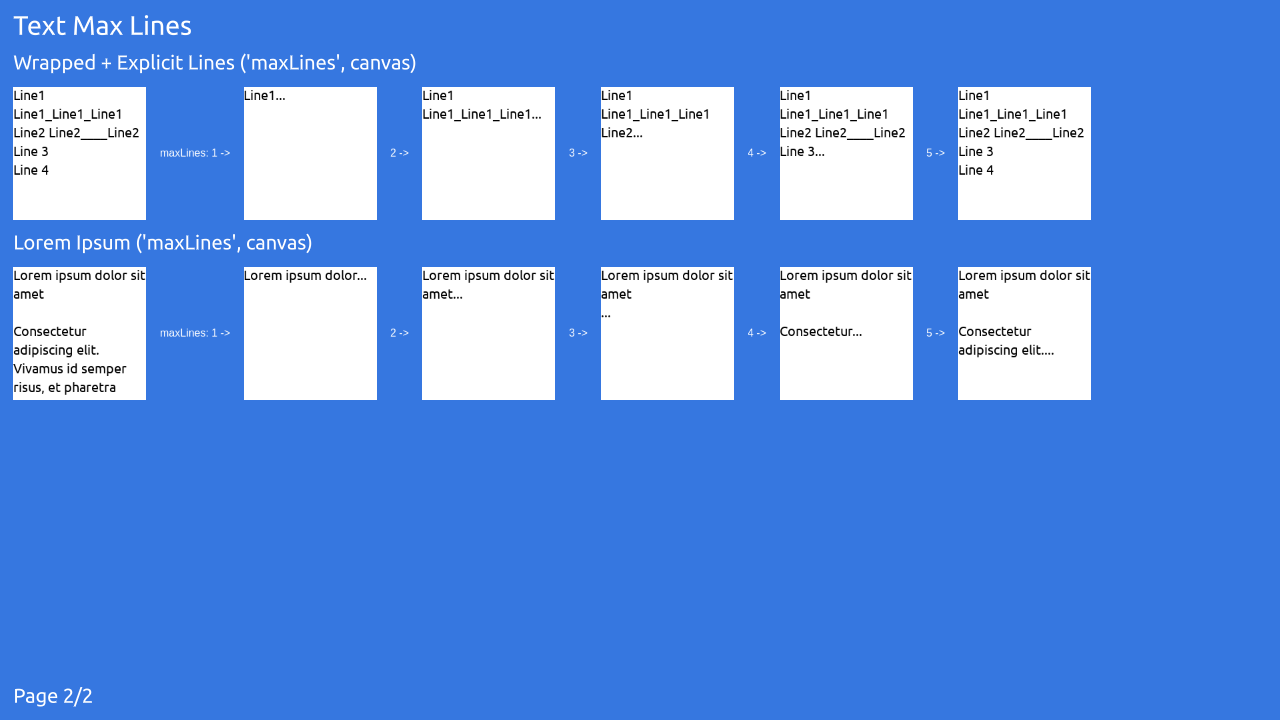 Text Max Lines
Wrapped + Explicit Lines ('maxLines', canvas)
Line1
Line1_Line1_Line1
Line2 Line2____Line2
Line 3
Line 4
maxLines: 1 ->
Line1...
2 ->
Line1
Line1_Line1_Line1...
3 ->
Line1
Line1_Line1_Line1
Line2...
4 ->
Line1
Line1_Line1_Line1
Line2 Line2____Line2
Line 3...
5 ->
Line1
Line1_Line1_Line1
Line2 Line2____Line2
Line 3
Line 4
Lorem Ipsum ('maxLines', canvas)
Lorem ipsum dolor sit
amet
Consectetur
adipiscing elit.
Vivamus id semper
risus, et pharetra
maxLines: 1 ->
Lorem ipsum dolor...
2 ->
Lorem ipsum dolor sit
amet...
3 ->
Lorem ipsum dolor sit
amet
...
4 ->
Lorem ipsum dolor sit
amet
Consectetur...
5 ->
Lorem ipsum dolor sit
amet
Consectetur
adipiscing elit....
Page 2/2